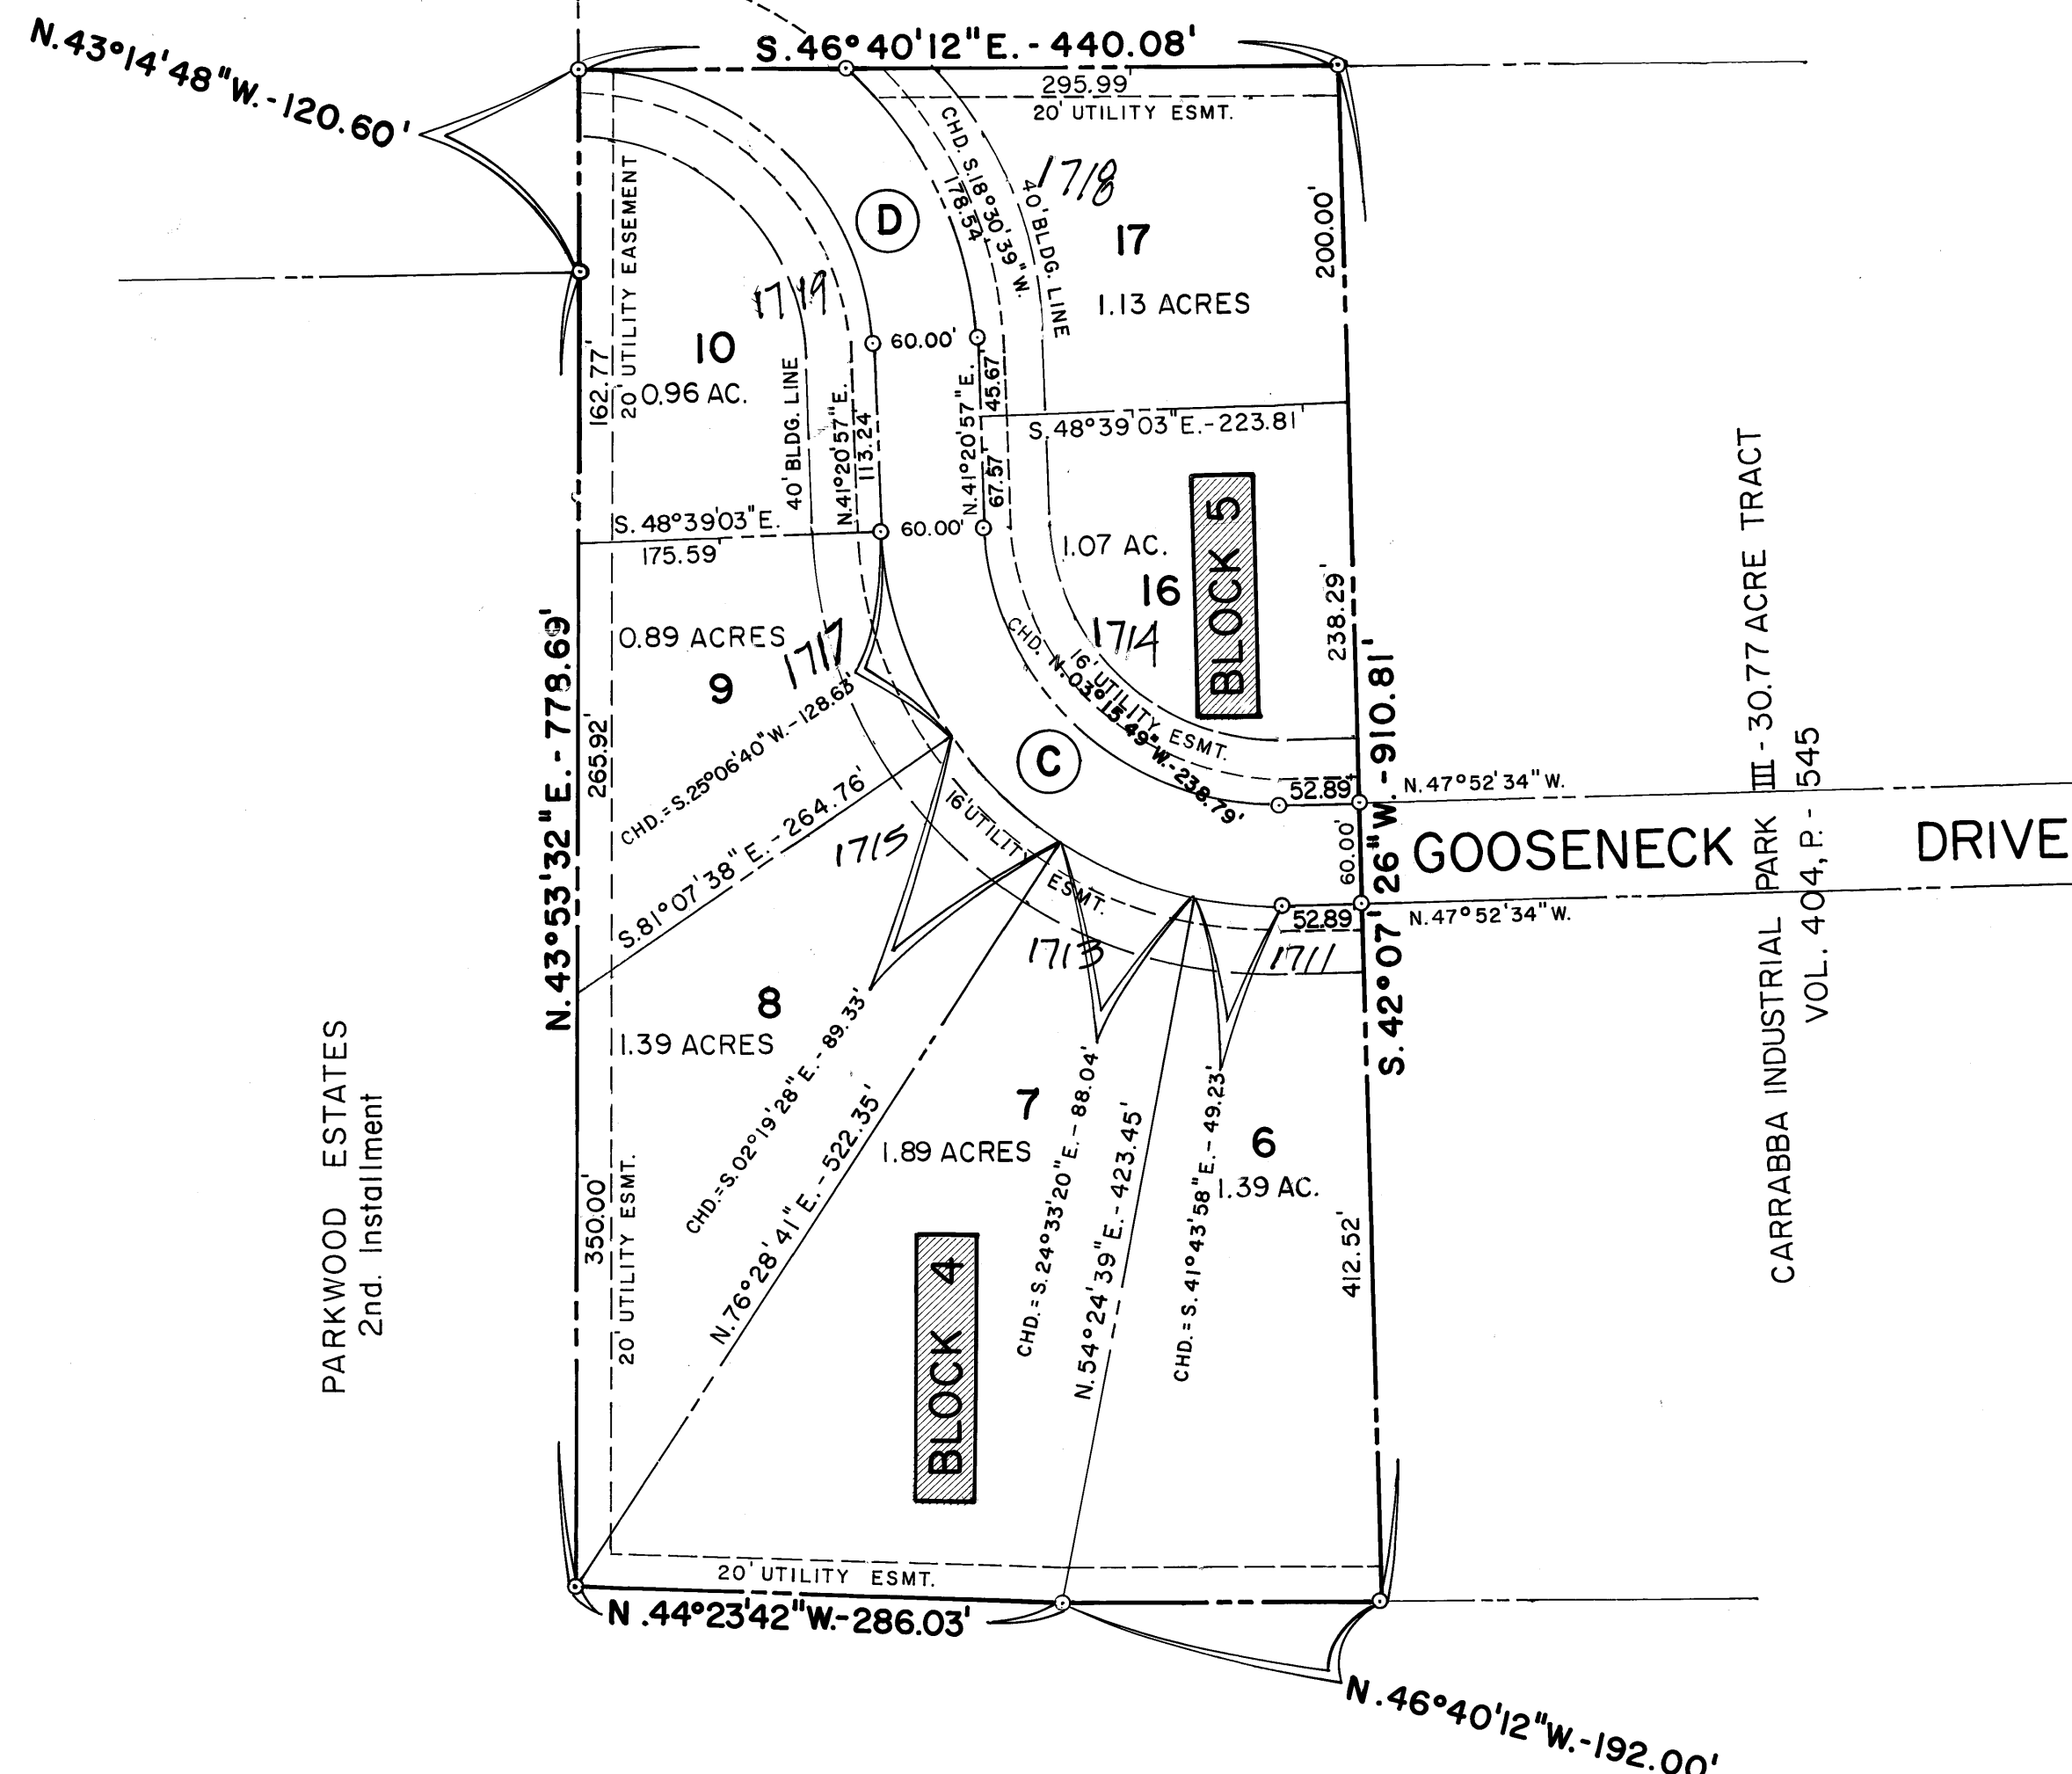 N.43°14'48"W.-120.60'
S.46°40'12"E.-440.08'
295.99'
20' UTILITY ESMT.
CHD. S.18°30'39"W.
178.54
40' BLDG. LINE
1718
17
1.13 ACRES
200.00'
D
20' UTILITY EASEMENT
162.77'
1719
10
0.96 AC.
40' BLDG. LINE
N.41°20'57"E.
113.24
60.00'
N.41°20'57"E.
45.67
67.57'
S.48°39'03"E.-223.81'
S.48°39'03"E.
175.59'
60.00'
1.07 AC.
16
1714
BLOCK 5
238.29'
16' UTILITY ESMT.
CHD. N.03°15'49"W.-238.79'
0.89 ACRES
9
1717
CHD.=S.25°06'40"W.-128.63'
N.43°53'32"E.-778.69'
265.92'
S.81°07'38"E.-264.76'
1715
C
16' UTILITY ESMT.
52.89'
N.47°52'34"W.
60.00'
GOOSENECK DRIVE
52.89'
N.47°52'34"W.
S.42°07'26"W.-910.81'
CARRABBA INDUSTRIAL PARK III - 30.77 ACRE TRACT
VOL. 404, P. - 545
1713
1711
8
1.39 ACRES
CHD.=S.02°19'28"E.-89.33'
N.76°28'41"E.-522.35'
7
1.89 ACRES
CHD.=S.24°33'20"E.-88.04'
N.54°24'39"E.-423.45'
CHD.=S.41°43'58"E.-49.23'
6
1.39 AC.
412.52'
PARKWOOD ESTATES
2nd. Installment
350.00'
20' UTILITY ESMT.
BLOCK 4
20' UTILITY ESMT.
N.44°23'42"W.-286.03'
N.46°40'12"W.-192.00'